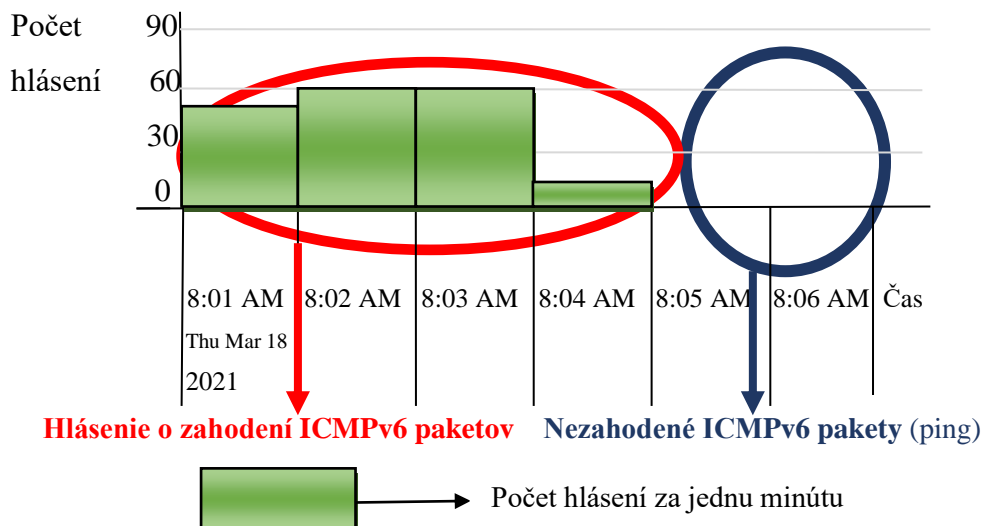 Počet
hlásení
90
60
30
0
8:01 AM 8:02 AM 8:03 AM 8:04 AM 8:05 AM 8:06 AM Čas
Thu Mar 18
2021
Hlásenie o zahodení ICMPv6 paketov
Nezahodené ICMPv6 pakety (ping)
Počet hlásení za jednu minútu